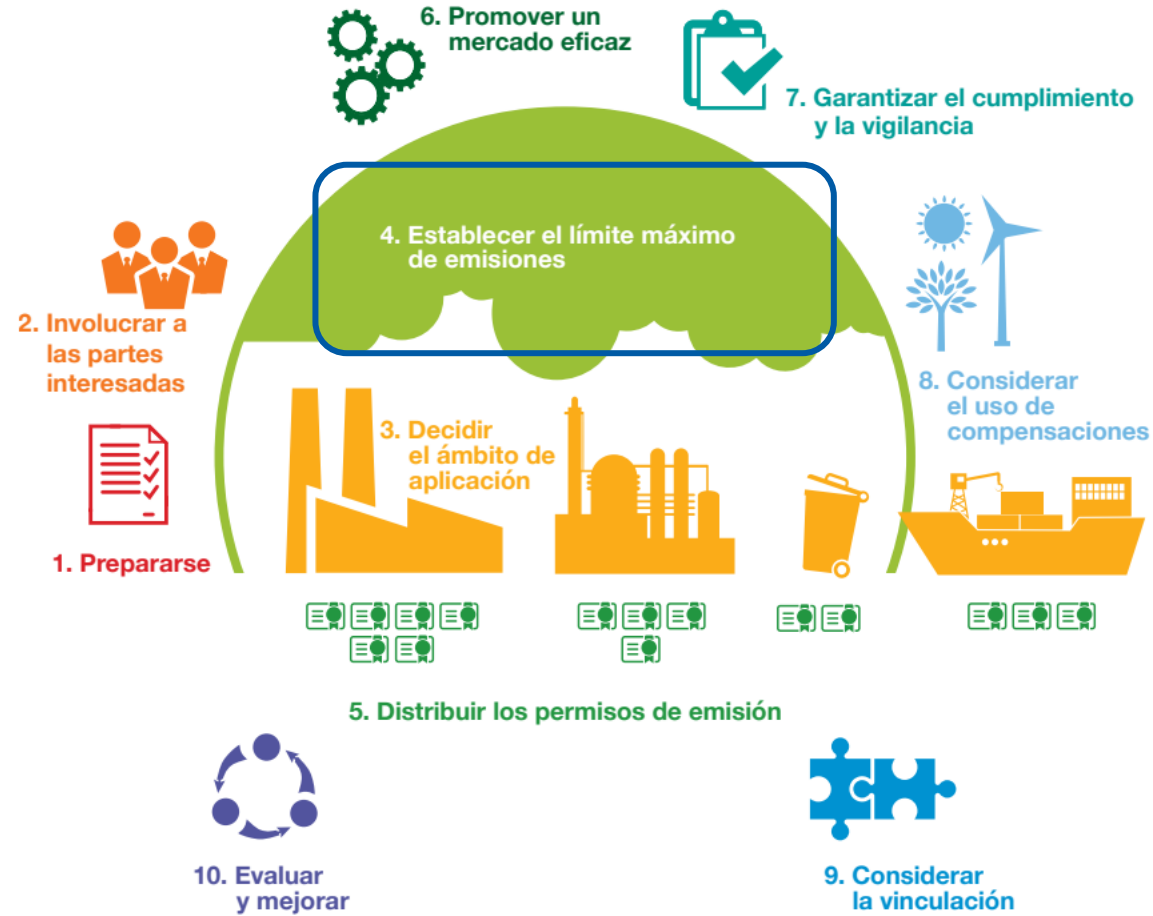 6. Promover un
mercado eficaz
7. Garantizar el cumplimiento
y la vigilancia
4. Establecer el límite máximo
de emisiones
2. Involucrar a
las partes
interesadas
8. Considerar
el uso de
compensaciones
3. Decidir
el ámbito de
aplicación
1. Prepararse
5. Distribuir los permisos de emisión
10. Evaluar
y mejorar
9. Considerar
la vinculación